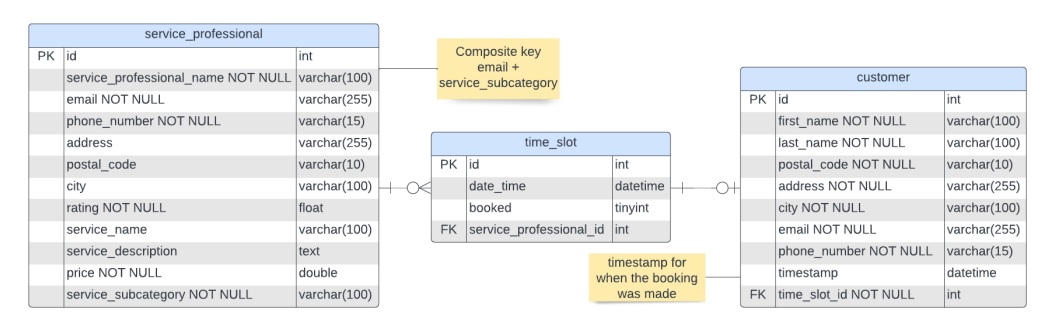 service_professional
PK id int
service_professional_name NOT NULL varchar(100)
email NOT NULL varchar(255)
phone_number NOT NULL varchar(15)
address varchar(255)
postal_code varchar(10)
city varchar(100)
rating NOT NULL float
service_name varchar(100)
service_description text
price NOT NULL double
service_subcategory NOT NULL varchar(100)
Composite key
email +
service_subcategory
time_slot
PK id int
date_time datetime
booked tinyint
FK service_professional_id int
customer
PK id int
first_name NOT NULL varchar(100)
last_name NOT NULL varchar(100)
postal_code NOT NULL varchar(10)
address NOT NULL varchar(255)
city NOT NULL varchar(100)
email NOT NULL varchar(255)
phone_number NOT NULL varchar(15)
timestamp datetime
FK time_slot_id NOT NULL int
timestamp for
when the booking
was made